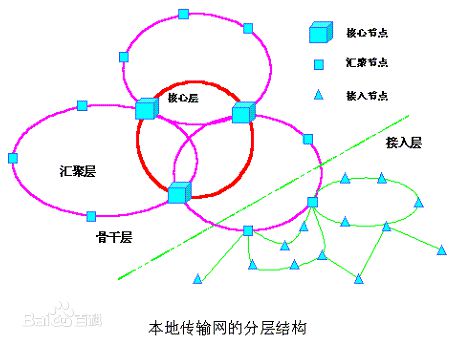 核心节点
汇聚节点
接入节点
核心层
接入层
汇聚层
骨干层
Baidu百科
本地传输网的分层结构